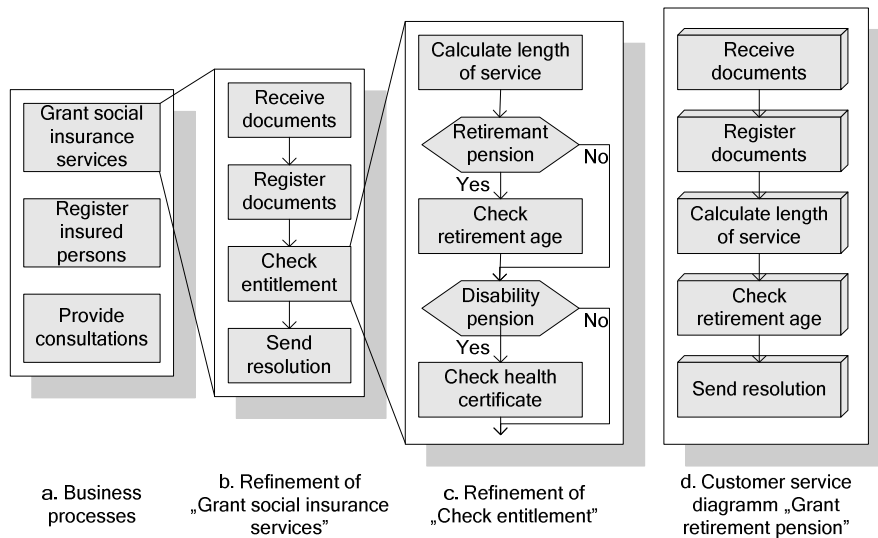 Grant social
insurance
services
Register
insured
persons
Provide
consultations
a. Business
processes
Receive
documents
Register
documents
Check
entitlement
Send
resolution
b. Refinement of
„Grant social insurance
services”
Calculate length
of service
Retiremant
pension
No
Yes
Check
retirement age
Disability
pension
No
Yes
Check health
certificate
c. Refinement of
„Check entitlement”
Receive
documents
Register
documents
Calculate length
of service
Check
retirement age
Send resolution
d. Customer service
diagramm „Grant
retirement pension”